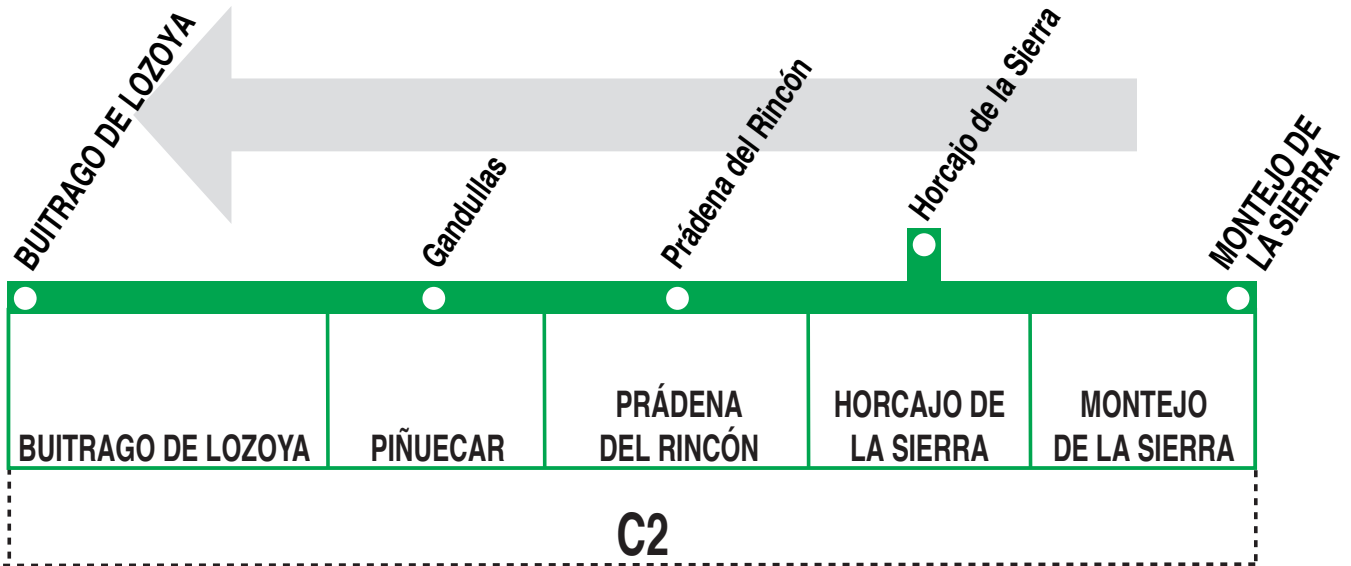 BUITRAGO DE LOZOYA
Gandullas
Prádena del Rincón
Horcajo de la Sierra
MONTEJO DE
LA SIERRA
BUITRAGO DE LOZOYA
PIÑUECAR
PRÁDENA
DEL RINCÓN
HORCAJO DE
LA SIERRA
MONTEJO
DE LA SIERRA
C2